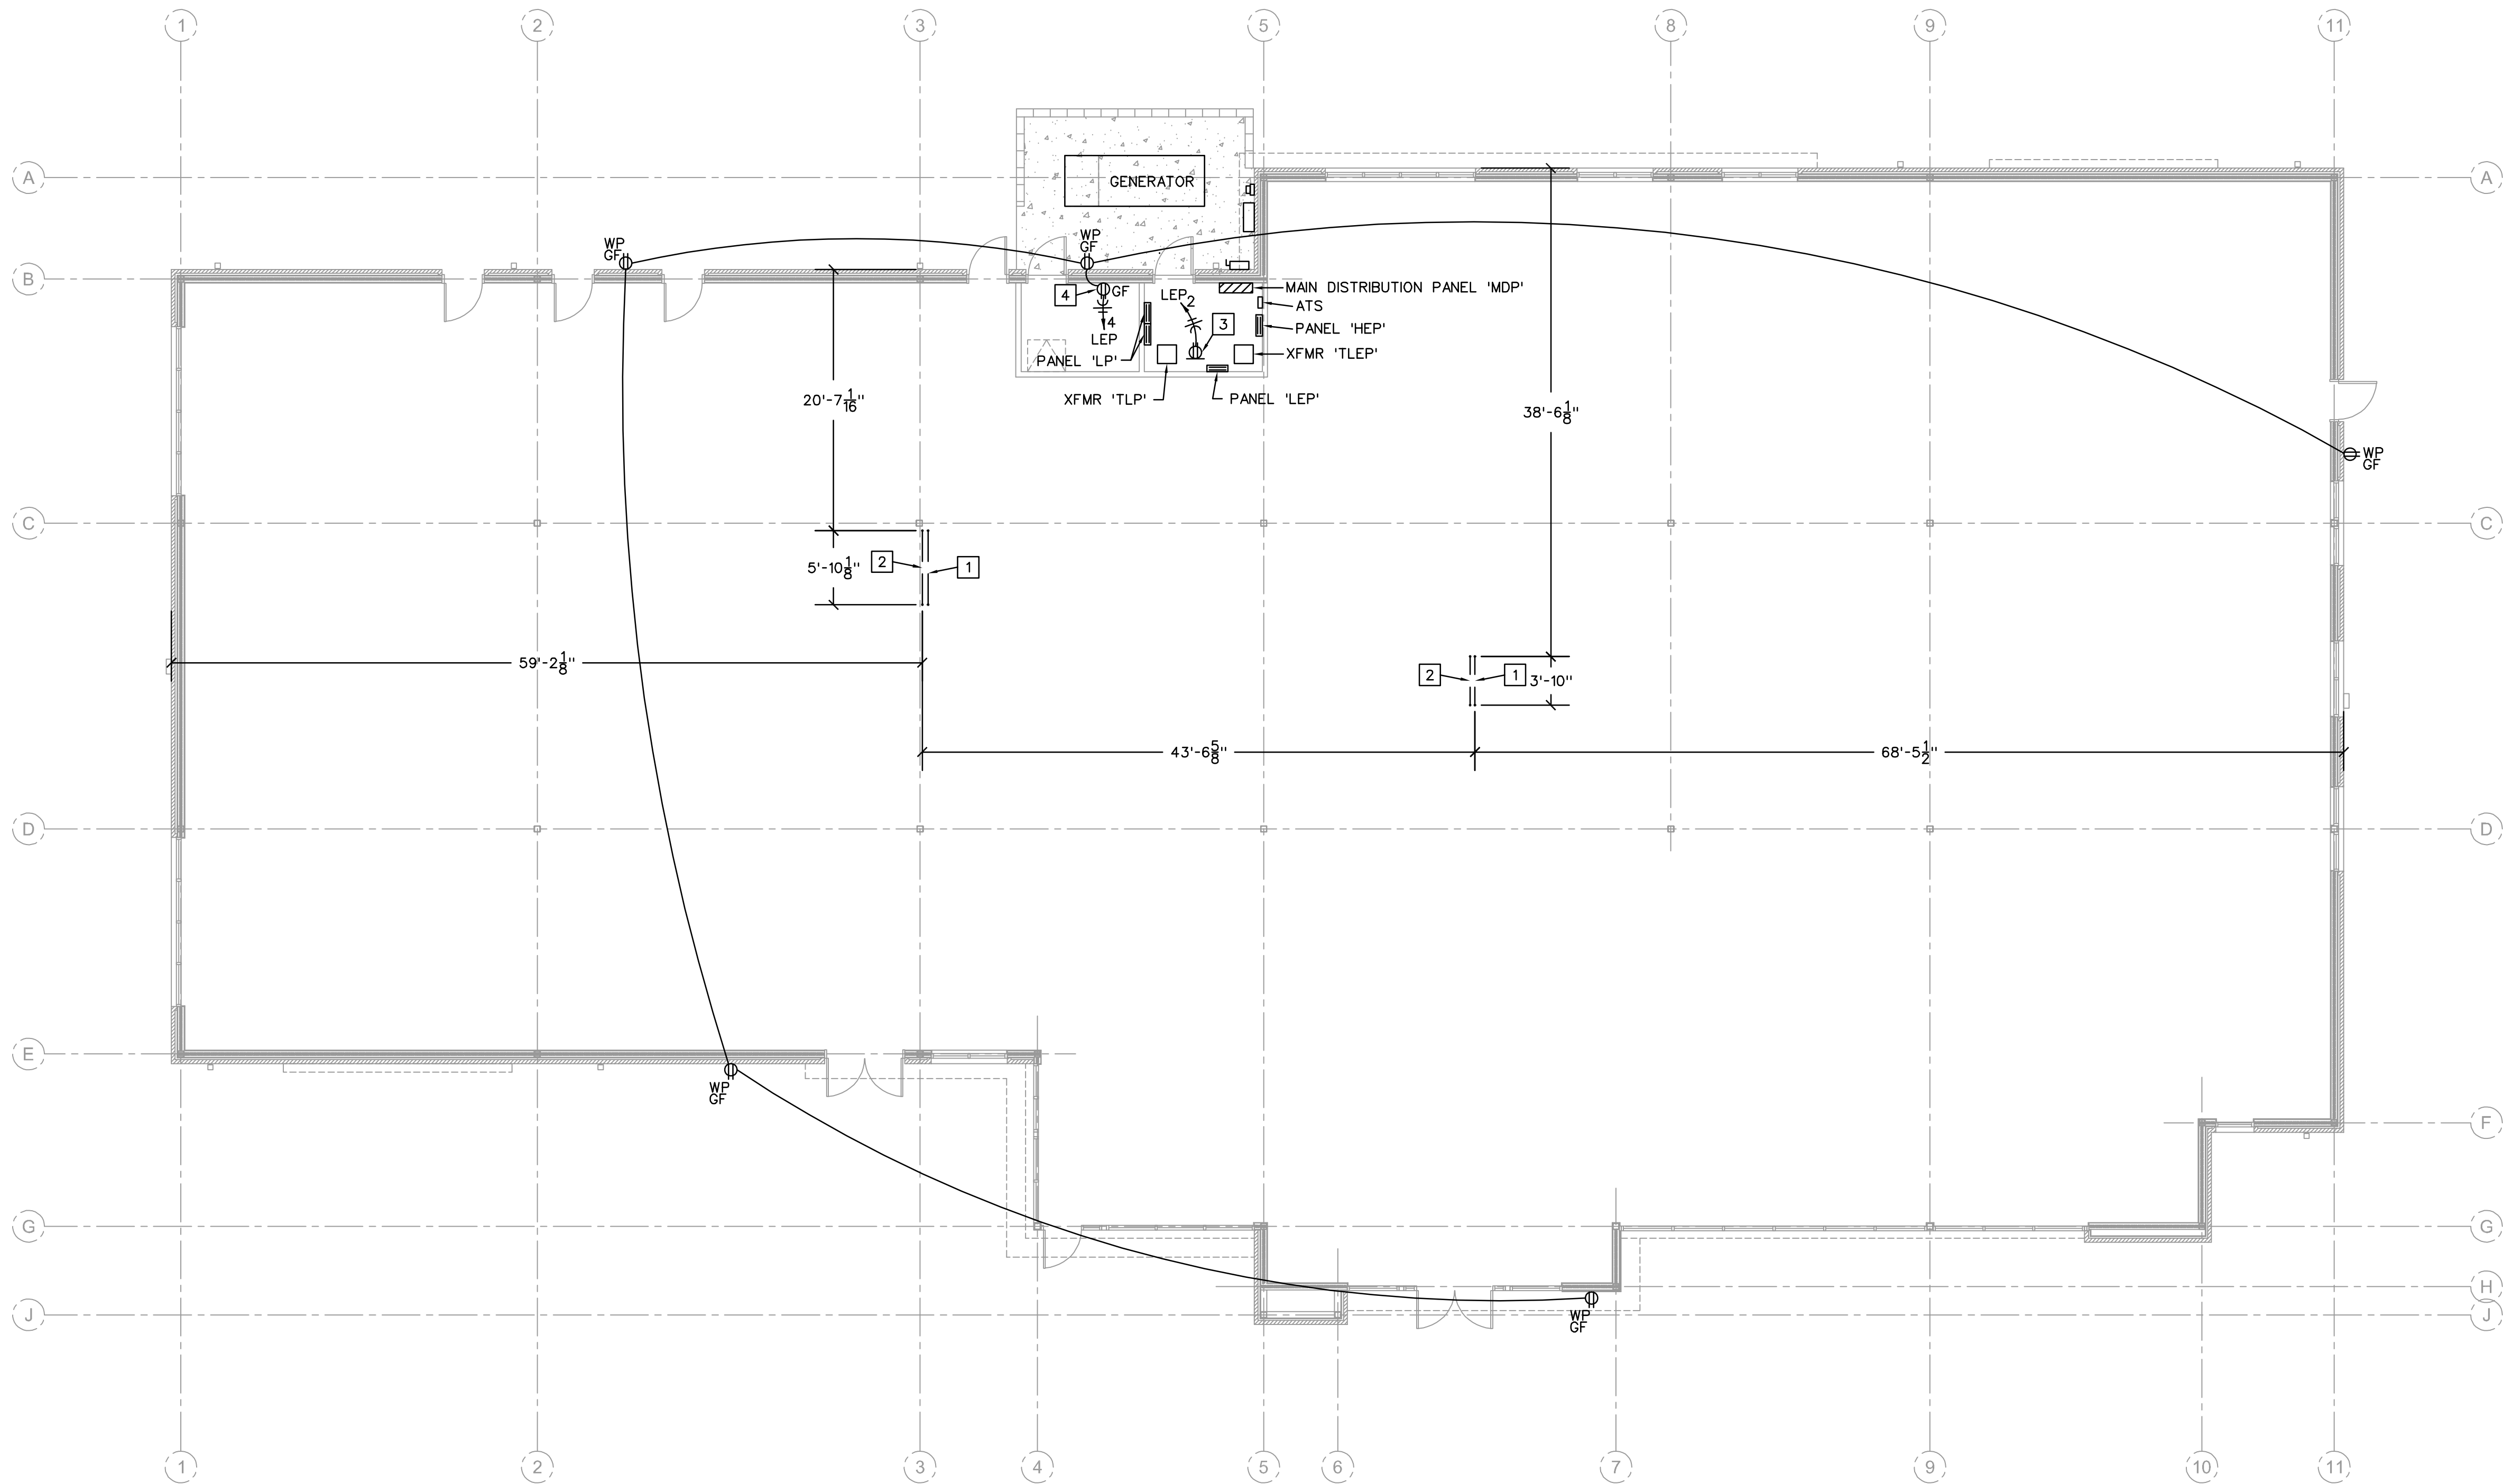 1
2
3
5
8
9
11
A
GENERATOR
A
WP
GF
WP
GF
B
4
GF
LEP
2
MAIN DISTRIBUTION PANEL 'MDP'
ATS
4
3
PANEL 'HEP'
LEP
PANEL 'LP'
XFMR 'TLEP'
XFMR 'TLP'
PANEL 'LEP'
20'-7 1/16"
38'-6 1/8"
WP
GF
C
C
5'-10 1/8"
2
1
59'-2 1/8"
2
1
3'-10"
43'-6 5/8"
68'-5 1/2"
D
D
E
WP
GF
F
G
G
H
J
J
WP
GF
1
2
3
4
5
6
7
9
10
11